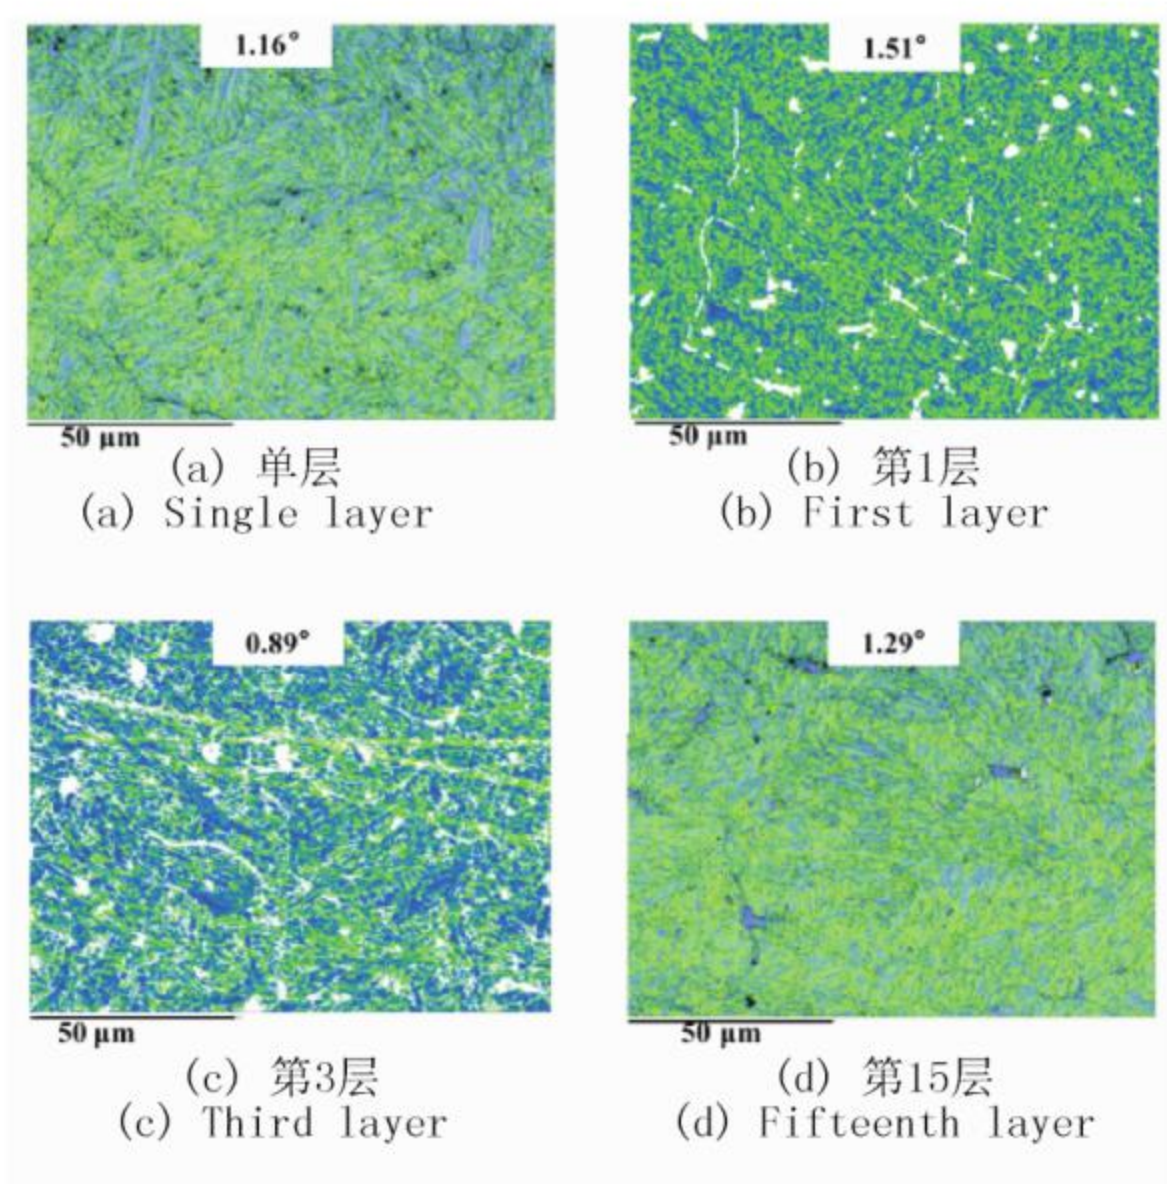 1.16°
1.51°
50 μm
50 μm
(a) 单层
(b) 第1层
(a) Single layer
(b) First layer
0.89°
1.29°
50 μm
50 μm
(c) 第3层
(d) 第15层
(c) Third layer
(d) Fifteenth layer